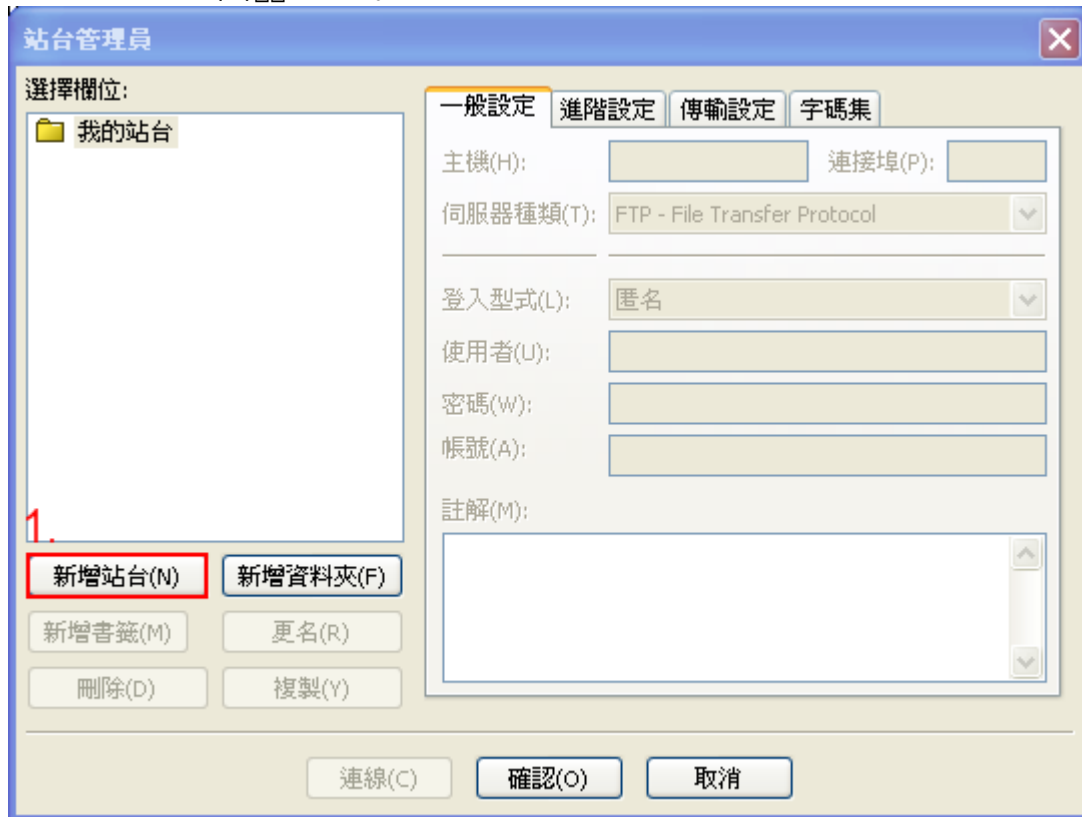 站台管理員
選擇欄位:
我的站台
一般設定 進階設定 傳輸設定 字碼集
主機(H): 連接埠(P):
伺服器種類(T): FTP - File Transfer Protocol
登入型式(L): 匿名
使用者(U):
密碼(W):
帳號(A):
註解(M):
1.
新增站台(N) 新增資料夾(F)
新增書籤(M) 更名(R)
刪除(D) 複製(Y)
連線(C) 確認(O) 取消